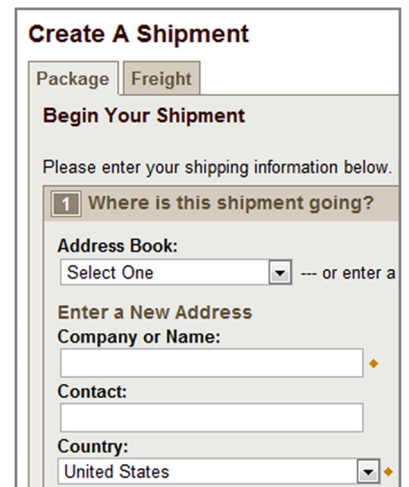 Create A Shipment
Package Freight
Begin Your Shipment
Please enter your shipping information below.
1 Where is this shipment going?
Address Book:
Select One --- or enter a
Enter a New Address
Company or Name:
Contact:
Country:
United States